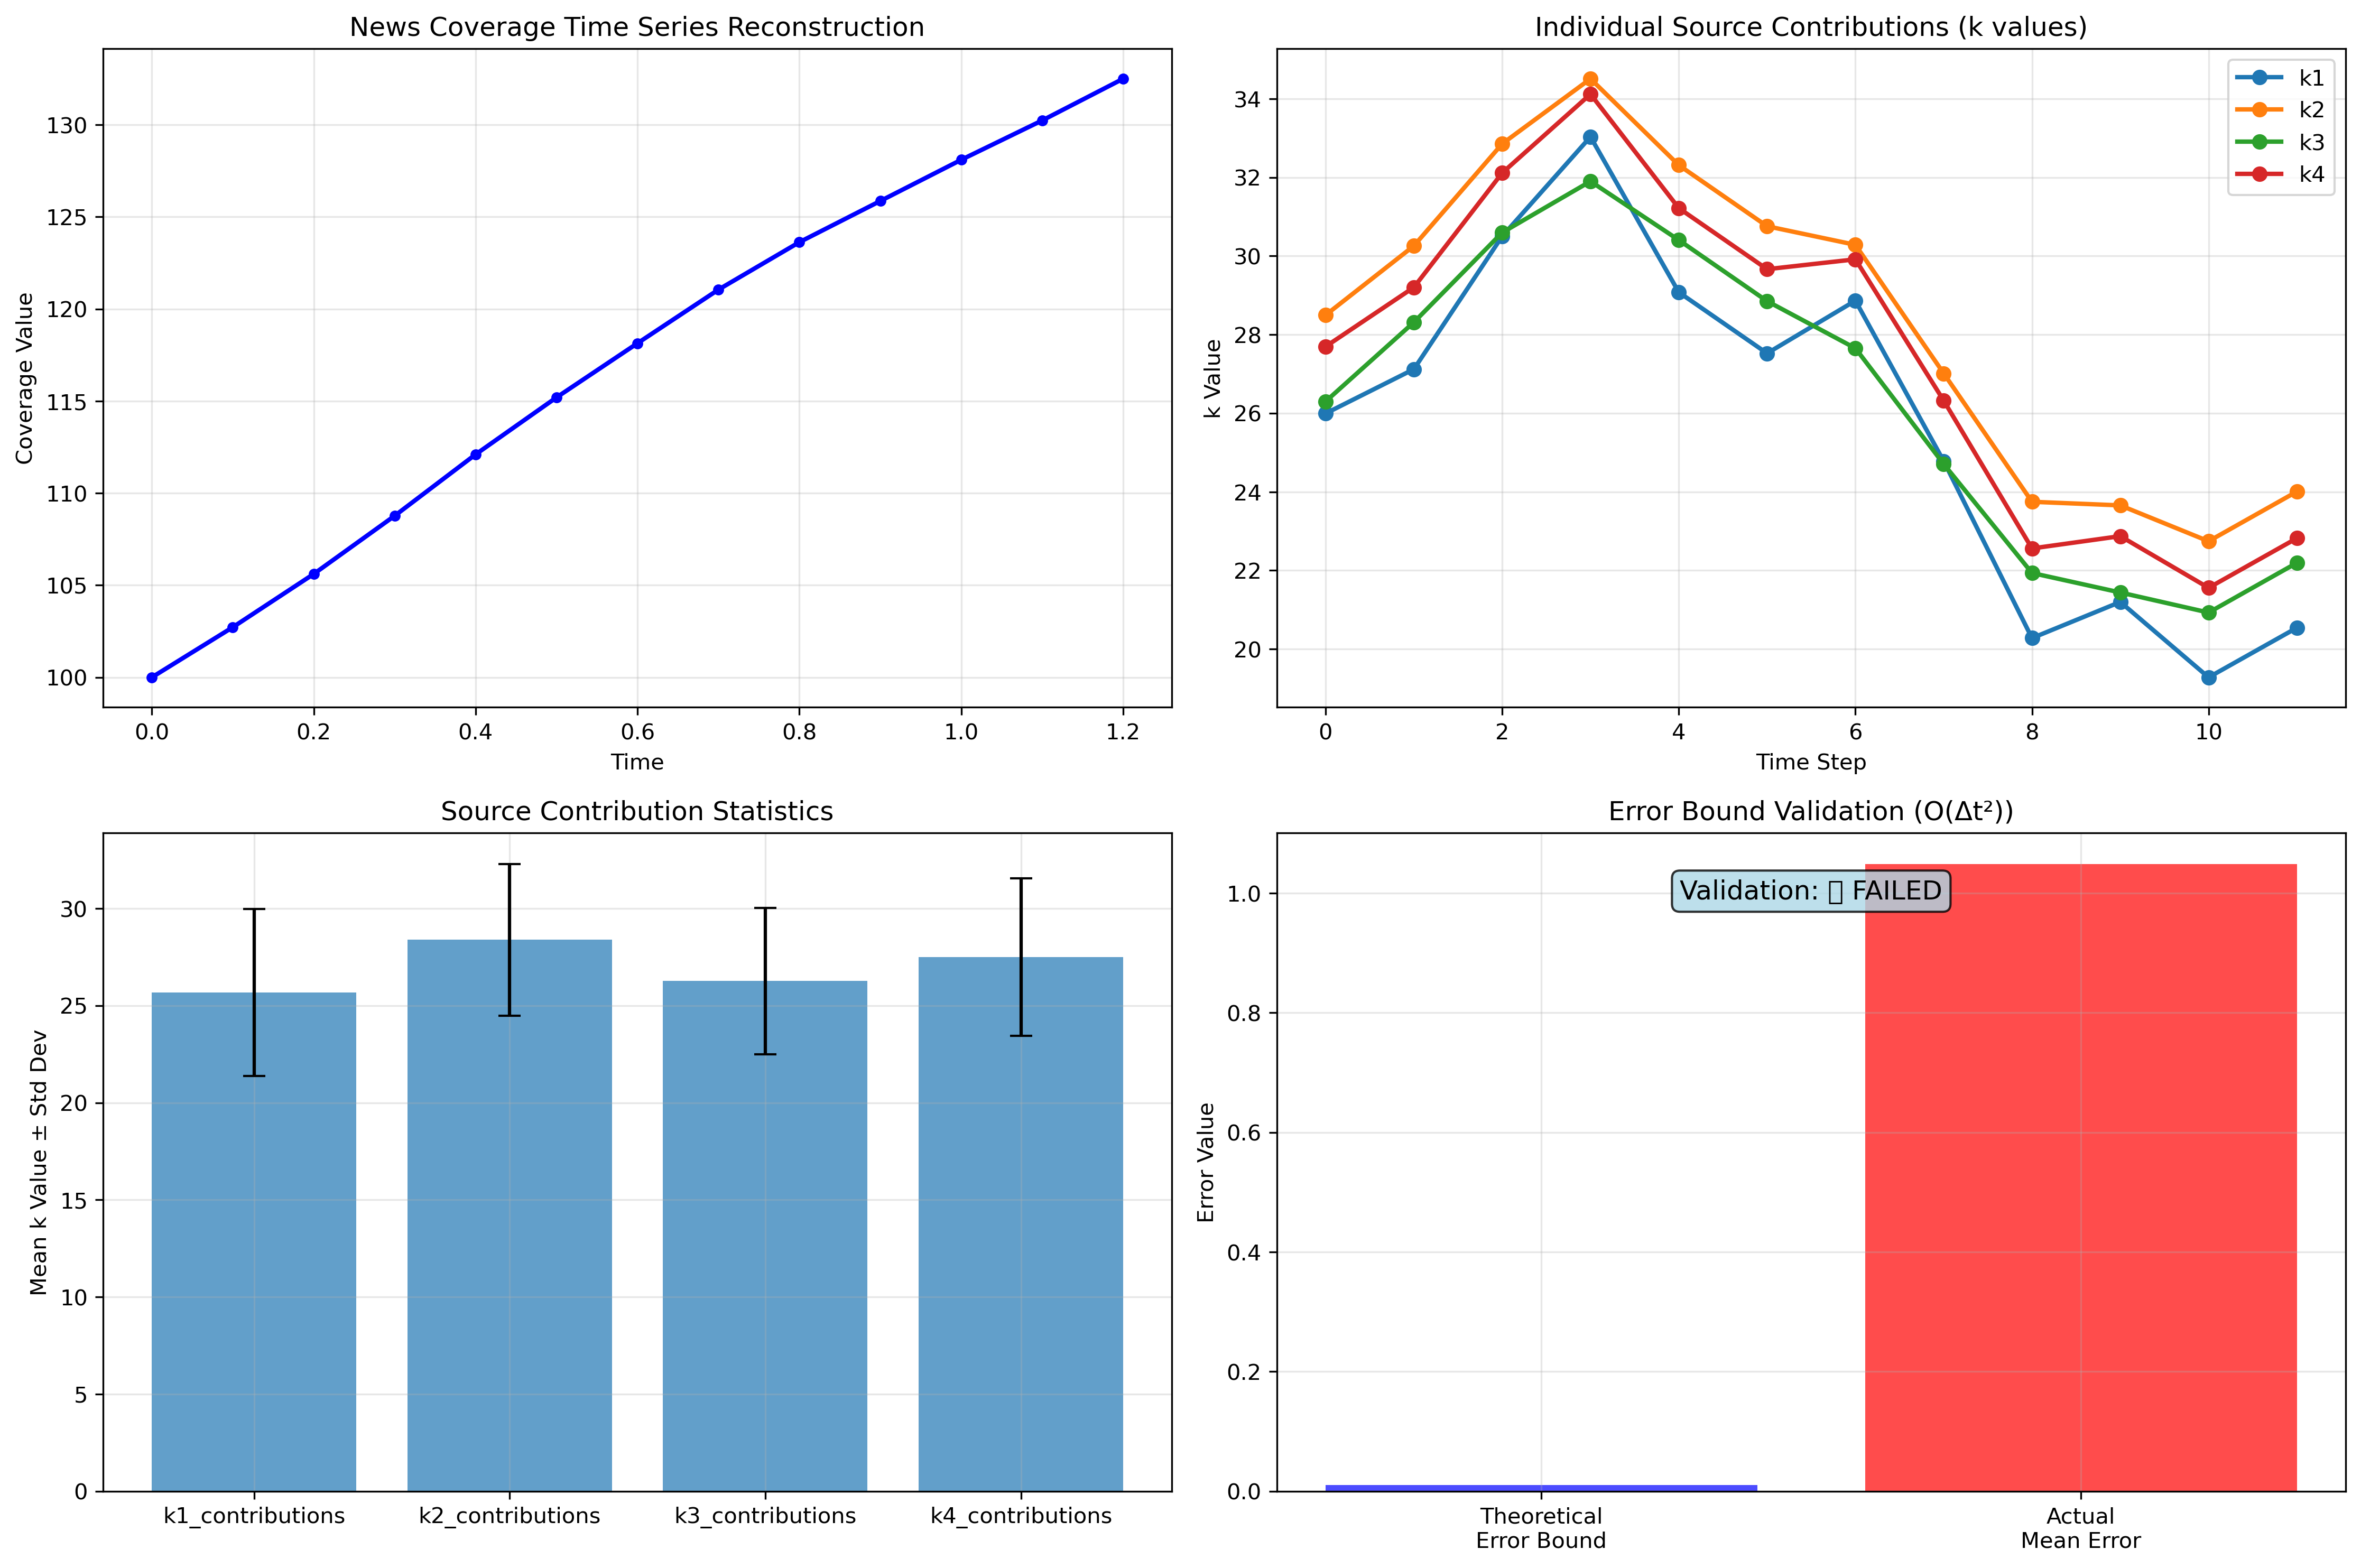 News Coverage Time Series Reconstruction
Coverage Value
130
125
120
115
110
105
100
0.0 0.2 0.4 0.6 0.8 1.0 1.2
Time
Individual Source Contributions (k values)
k1
k2
k3
k4
k Value
34
32
30
28
26
24
22
20
0 2 4 6 8 10
Time Step
Source Contribution Statistics
Mean k Value ± Std Dev
30
25
20
15
10
5
0
k1_contributions k2_contributions k3_contributions k4_contributions
Error Bound Validation (O(Δt²))
Validation: ▯ FAILED
Error Value
1.0
0.8
0.6
0.4
0.2
0.0
Theoretical
Error Bound
Actual
Mean Error